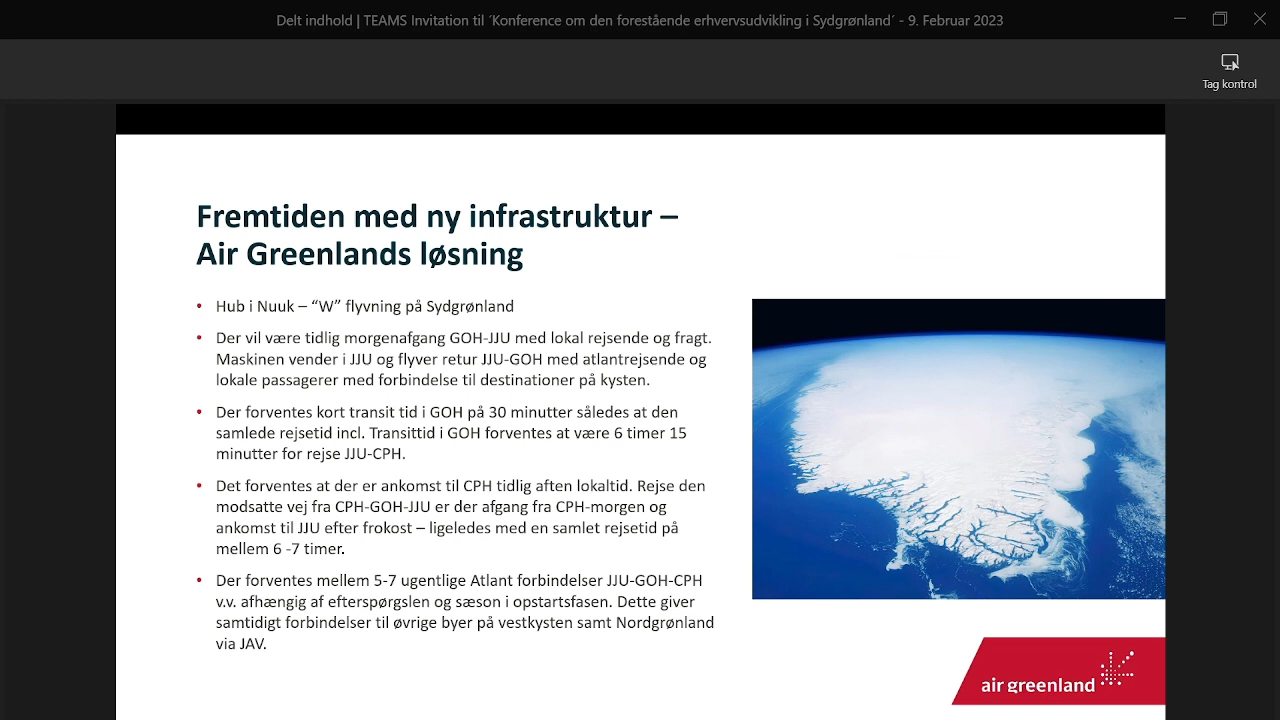 Delt indhold | TEAMS Invitation til ´Konference om den forestående erhvervsudvikling i Sydgrønland´ - 9. Februar 2023
Tag kontrol
Fremtiden med ny infrastruktur –
Air Greenlands løsning
• Hub i Nuuk – “W” flyvning på Sydgrønland
• Der vil være tidlig morgenafgang GOH-JJU med lokal rejsende og fragt.
Maskinen vender i JJU og flyver retur JJU-GOH med atlantrejsende og
lokale passagerer med forbindelse til destinationer på kysten.
• Der forventes kort transit tid i GOH på 30 minutter således at den
samlede rejsetid incl. Transittid i GOH forventes at være 6 timer 15
minutter for rejse JJU-CPH.
• Det forventes at der er ankomst til CPH tidlig aften lokaltid. Rejse den
modsatte vej fra CPH-GOH-JJU er der afgang fra CPH-morgen og
ankomst til JJU efter frokost – ligeledes med en samlet rejsetid på
mellem 6 -7 timer.
• Der forventes mellem 5-7 ugentlige Atlant forbindelser JJU-GOH-CPH
v.v. afhængig af efterspørgslen og sæson i opstartsfasen. Dette giver
samtidigt forbindelser til øvrige byer på vestkysten samt Nordgrønland
via JAV.
air greenland